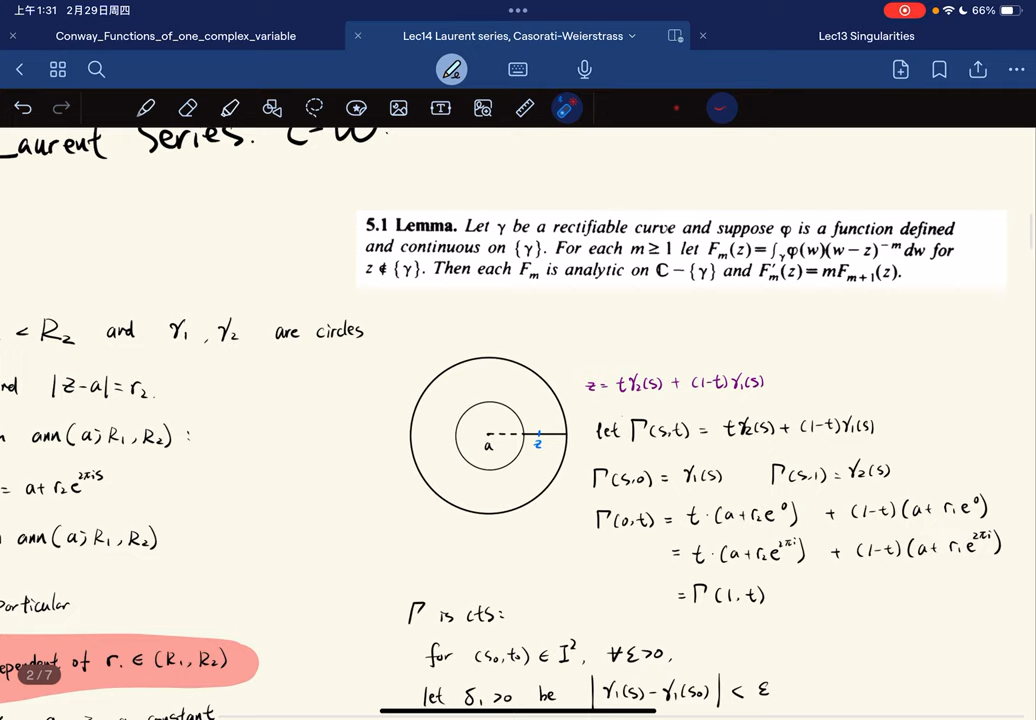 上午1:31 2月29日周四
66%
Conway_Functions_of_one_complex_variable
Lec14 Laurent series, Casorati-Weierstrass
Lec13 Singularities
Laurent Series. C-W.
5.1 Lemma. Let γ be a rectifiable curve and suppose φ is a function defined
and continuous on {γ}. For each m ≥ 1 let F_m(z)=∫_γ φ(w)(w−z)^{−m} dw for
z ∉ {γ}. Then each F_m is analytic on ℂ−{γ} and F'_m(z)=mF_{m+1}(z).
< R₂ and γ₁, γ₂ are circles
nd |z-a|=r₂.
n ann(a; R₁, R₂) :
= a+ r₂e^{2πis}
n ann(a; R₁, R₂)
particular
ependent of r. ∈ (R₁, R₂)
2/7
a constant
a
z
z = tγ₂(s) + (1-t)γ₁(s)
let Γ(s,t) = tγ₂(s) + (1-t)γ₁(s)
Γ(s,0) = γ₁(s) Γ(s,1) = γ₂(s)
Γ(0,t) = t·(a+r₂e⁰) + (1-t)(a+ r₁e⁰)
= t·(a+r₂e^{2πi}) + (1-t)(a+ r₁e^{2πi})
= Γ(1,t)
Γ is cts:
for (s₀,t₀) ∈ I², ∀ε>0,
let δ₁ >0 be |γ₁(s)-γ₁(s₀)| < ε